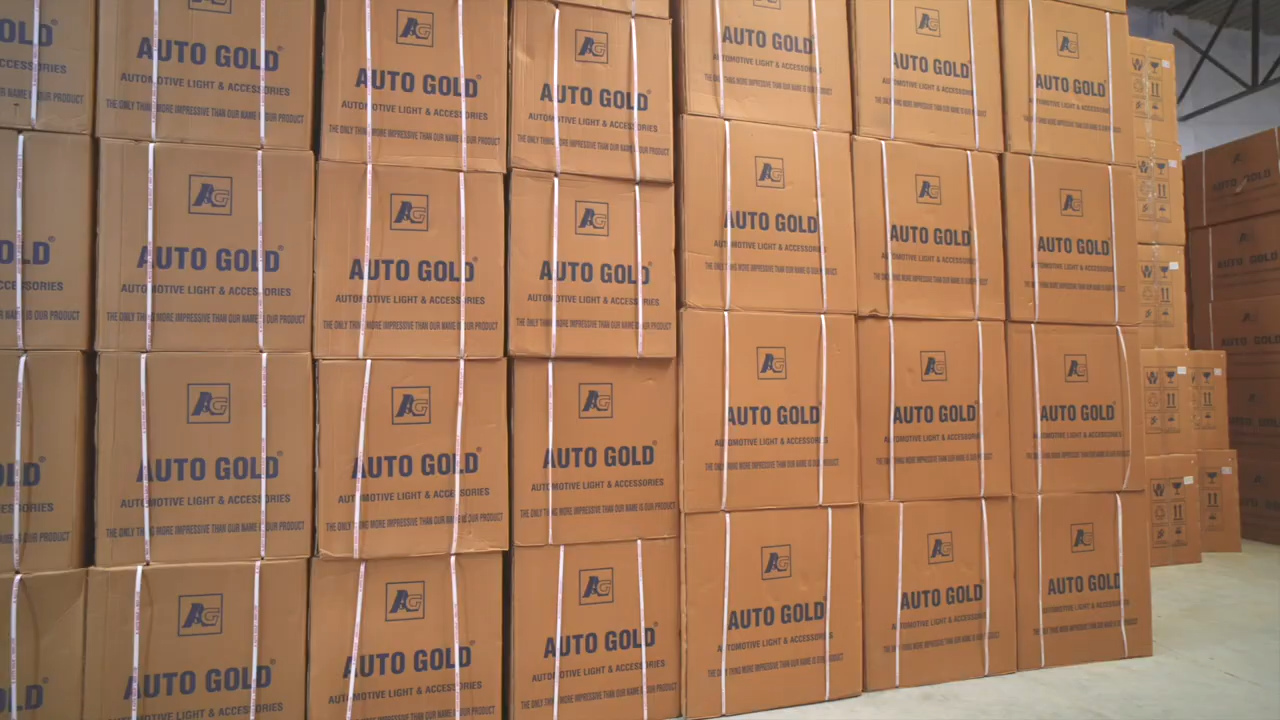 AG
AUTO GOLD®
AUTOMOTIVE LIGHT & ACCESSORIES
THE ONLY THING MORE IMPRESSIVE THAN OUR NAME IS OUR PRODUCT